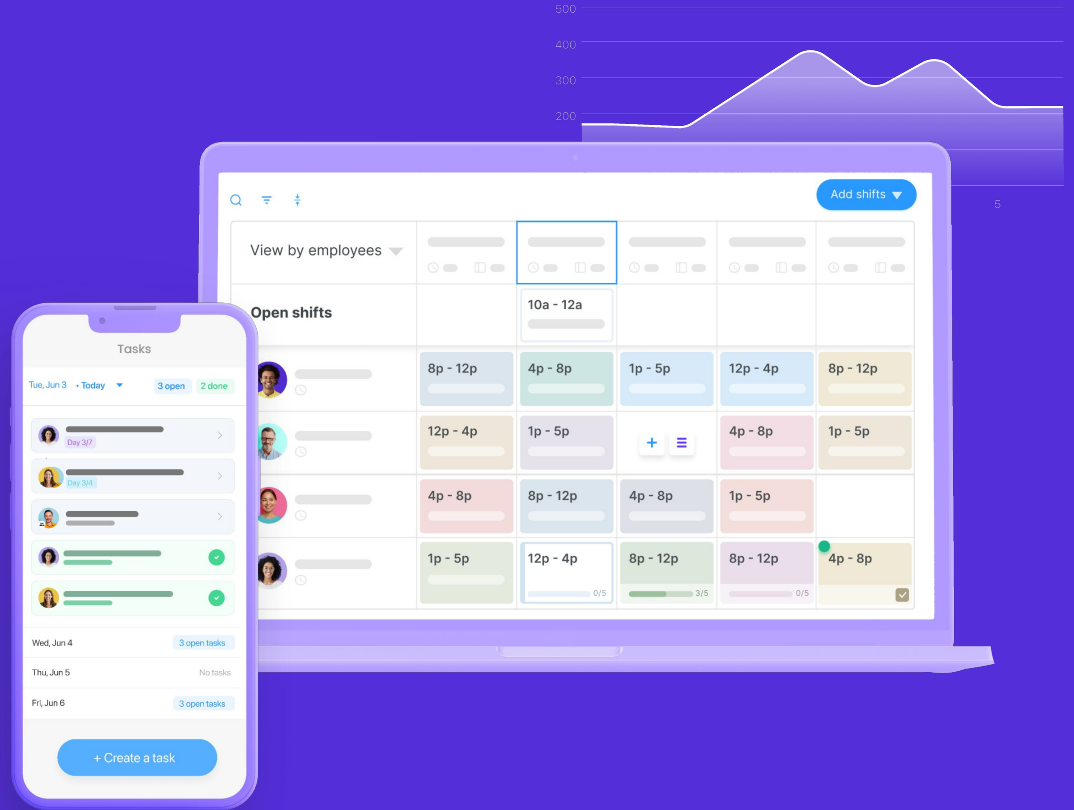 500
400
300
200
5
Add shifts
View by employees
Open shifts
10a - 12a
8p - 12p
4p - 8p
1p - 5p
12p - 4p
8p - 12p
12p - 4p
1p - 5p
4p - 8p
1p - 5p
4p - 8p
8p - 12p
4p - 8p
1p - 5p
1p - 5p
12p - 4p
0/5
8p - 12p
3/5
8p - 12p
0/5
4p - 8p
Tasks
Tue, Jun 3 • Today
3 open
2 done
Day 3/7
Day 3/4
Wed, Jun 4
3 open tasks
Thu, Jun 5
No tasks
Fri, Jun 6
3 open tasks
+ Create a task